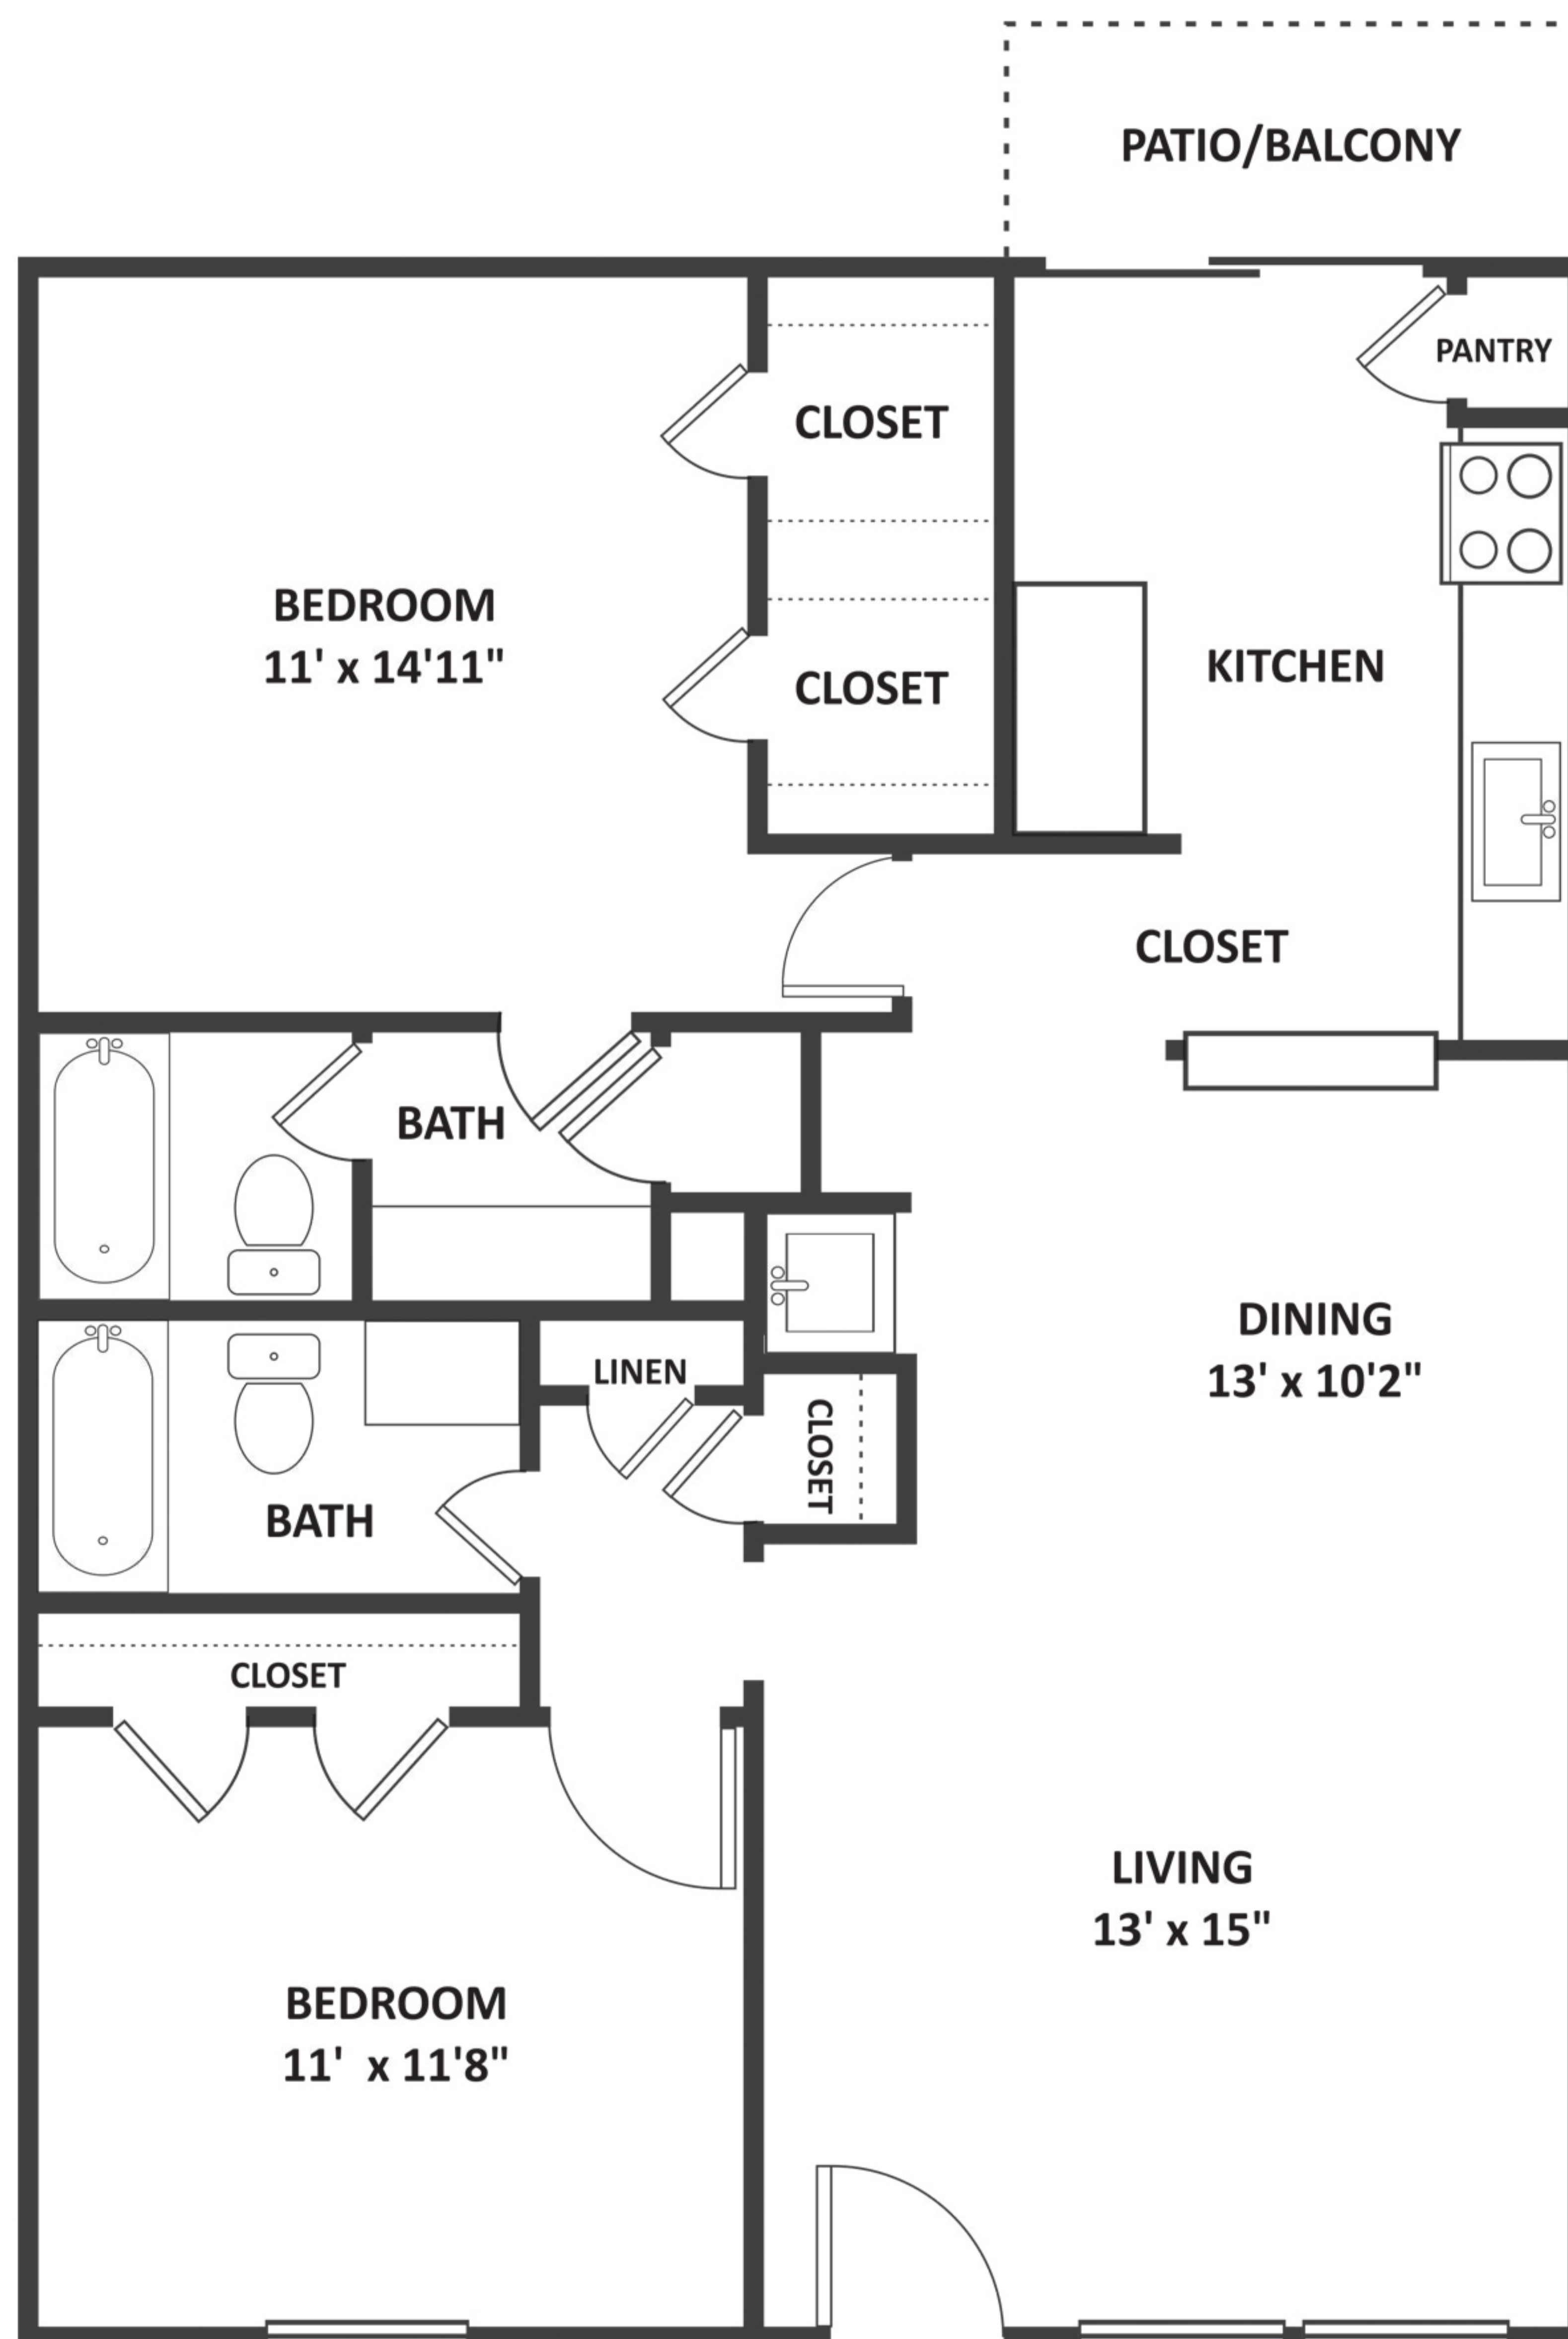 PATIO/BALCONY
PANTRY
CLOSET
BEDROOM
11' x 14'11"
KITCHEN
CLOSET
CLOSET
BATH
DINING
13' x 10'2"
LINEN
CLOSET
BATH
CLOSET
LIVING
13' x 15"
BEDROOM
11'  x 11'8"